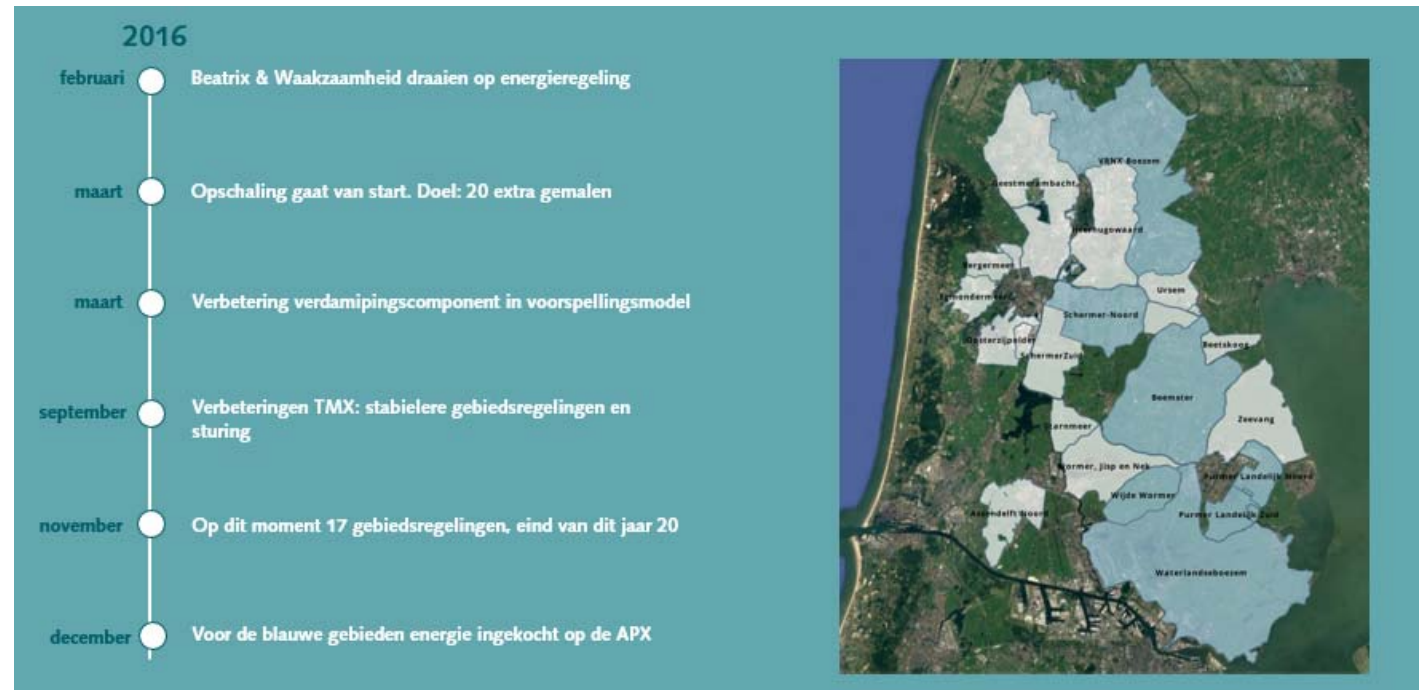 2016
februari
Beatrix & Waakzaamheid draaien op energieregeling
maart
Opschaling gaat van start. Doel: 20 extra gemalen
maart
Verbetering verdamipingscomponent in voorspellingsmodel
september
Verbeteringen TMX: stabielere gebiedsregelingen en
sturing
november
Op dit moment 17 gebiedsregelingen, eind van dit jaar 20
december
Voor de blauwe gebieden energie ingekocht op de APX
VRNK Boezem
Geestmerambacht
Heerhugowaard
Bergermeer
Egmondermeer
Ursem
Schermer-Noord
Oosterzijpolder
SchermerZuid
Beetskoog
Beemster
Zeevang
Starnmeer
Wormer, Jisp en Nek
Purmer Landelijk Noord
Wijde Wormer
Assendelft Noord
Purmer Landelijk Zuid
Waterlandseboezem